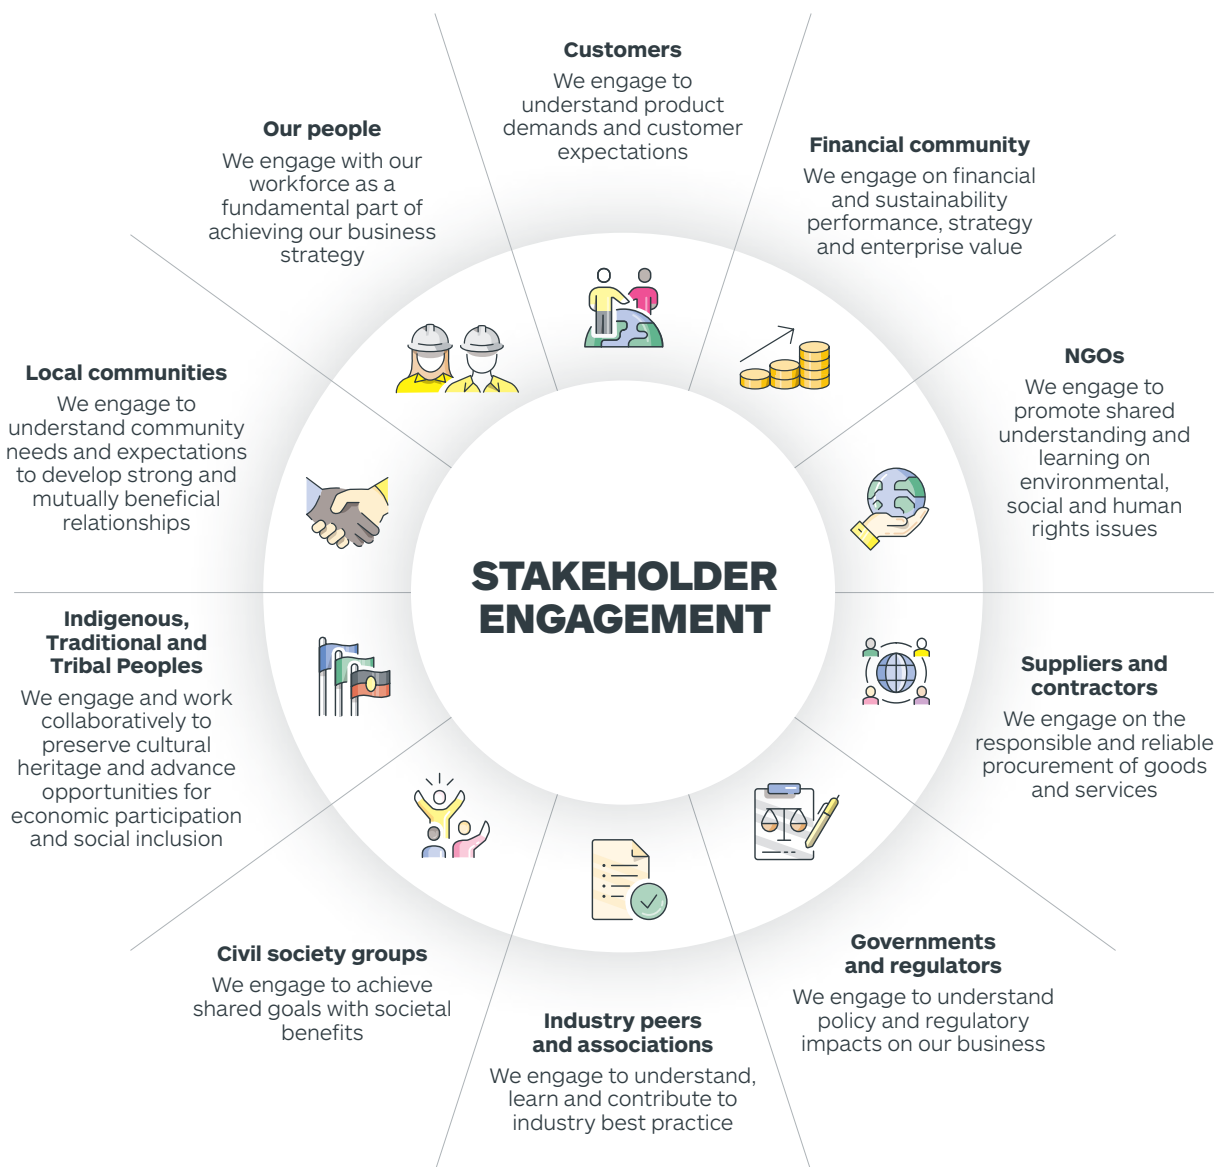 Customers
We engage to
understand product
demands and customer
expectations
Financial community
We engage on financial
and sustainability
performance, strategy
and enterprise value
NGOs
We engage to
promote shared
understanding and
learning on
environmental,
social and human
rights issues
Suppliers and
contractors
We engage on the
responsible and reliable
procurement of goods
and services
Governments
and regulators
We engage to understand
policy and regulatory
impacts on our business
Industry peers
and associations
We engage to understand,
learn and contribute to
industry best practice
Civil society groups
We engage to achieve
shared goals with societal
benefits
Indigenous,
Traditional and
Tribal Peoples
We engage and work
collaboratively to
preserve cultural
heritage and advance
opportunities for
economic participation
and social inclusion
Local communities
We engage to
understand community
needs and expectations
to develop strong and
mutually beneficial
relationships
Our people
We engage with our
workforce as a
fundamental part of
achieving our business
strategy
STAKEHOLDER
ENGAGEMENT